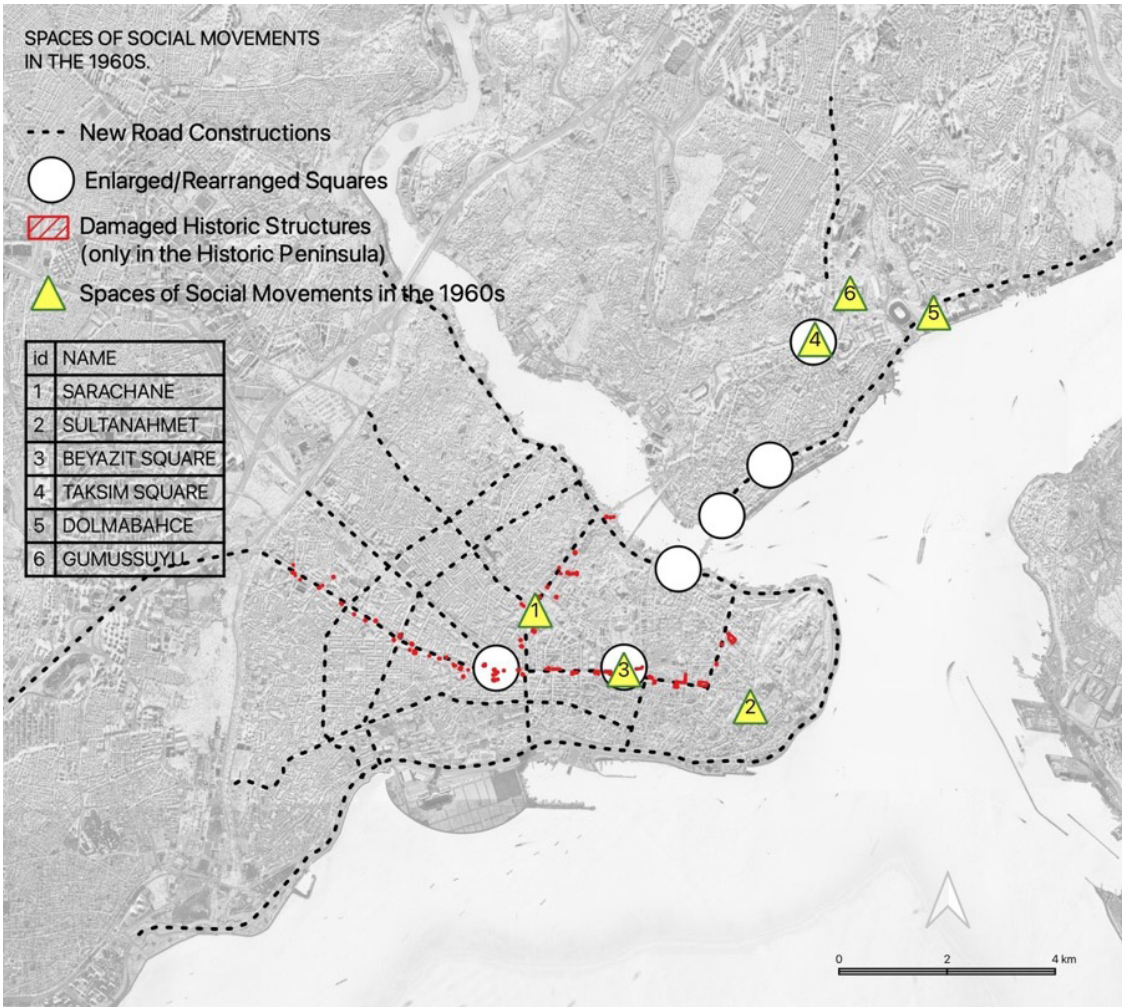 SPACES OF SOCIAL MOVEMENTS
IN THE 1960S.
New Road Constructions
Enlarged/Rearranged Squares
Damaged Historic Structures
(only in the Historic Peninsula)
Spaces of Social Movements in the 1960s
id NAME
1 SARACHANE
2 SULTANAHMET
3 BEYAZIT SQUARE
4 TAKSIM SQUARE
5 DOLMABAHCE
6 GUMUSSUYU
6
5
4
1
3
2
0 2 4 km